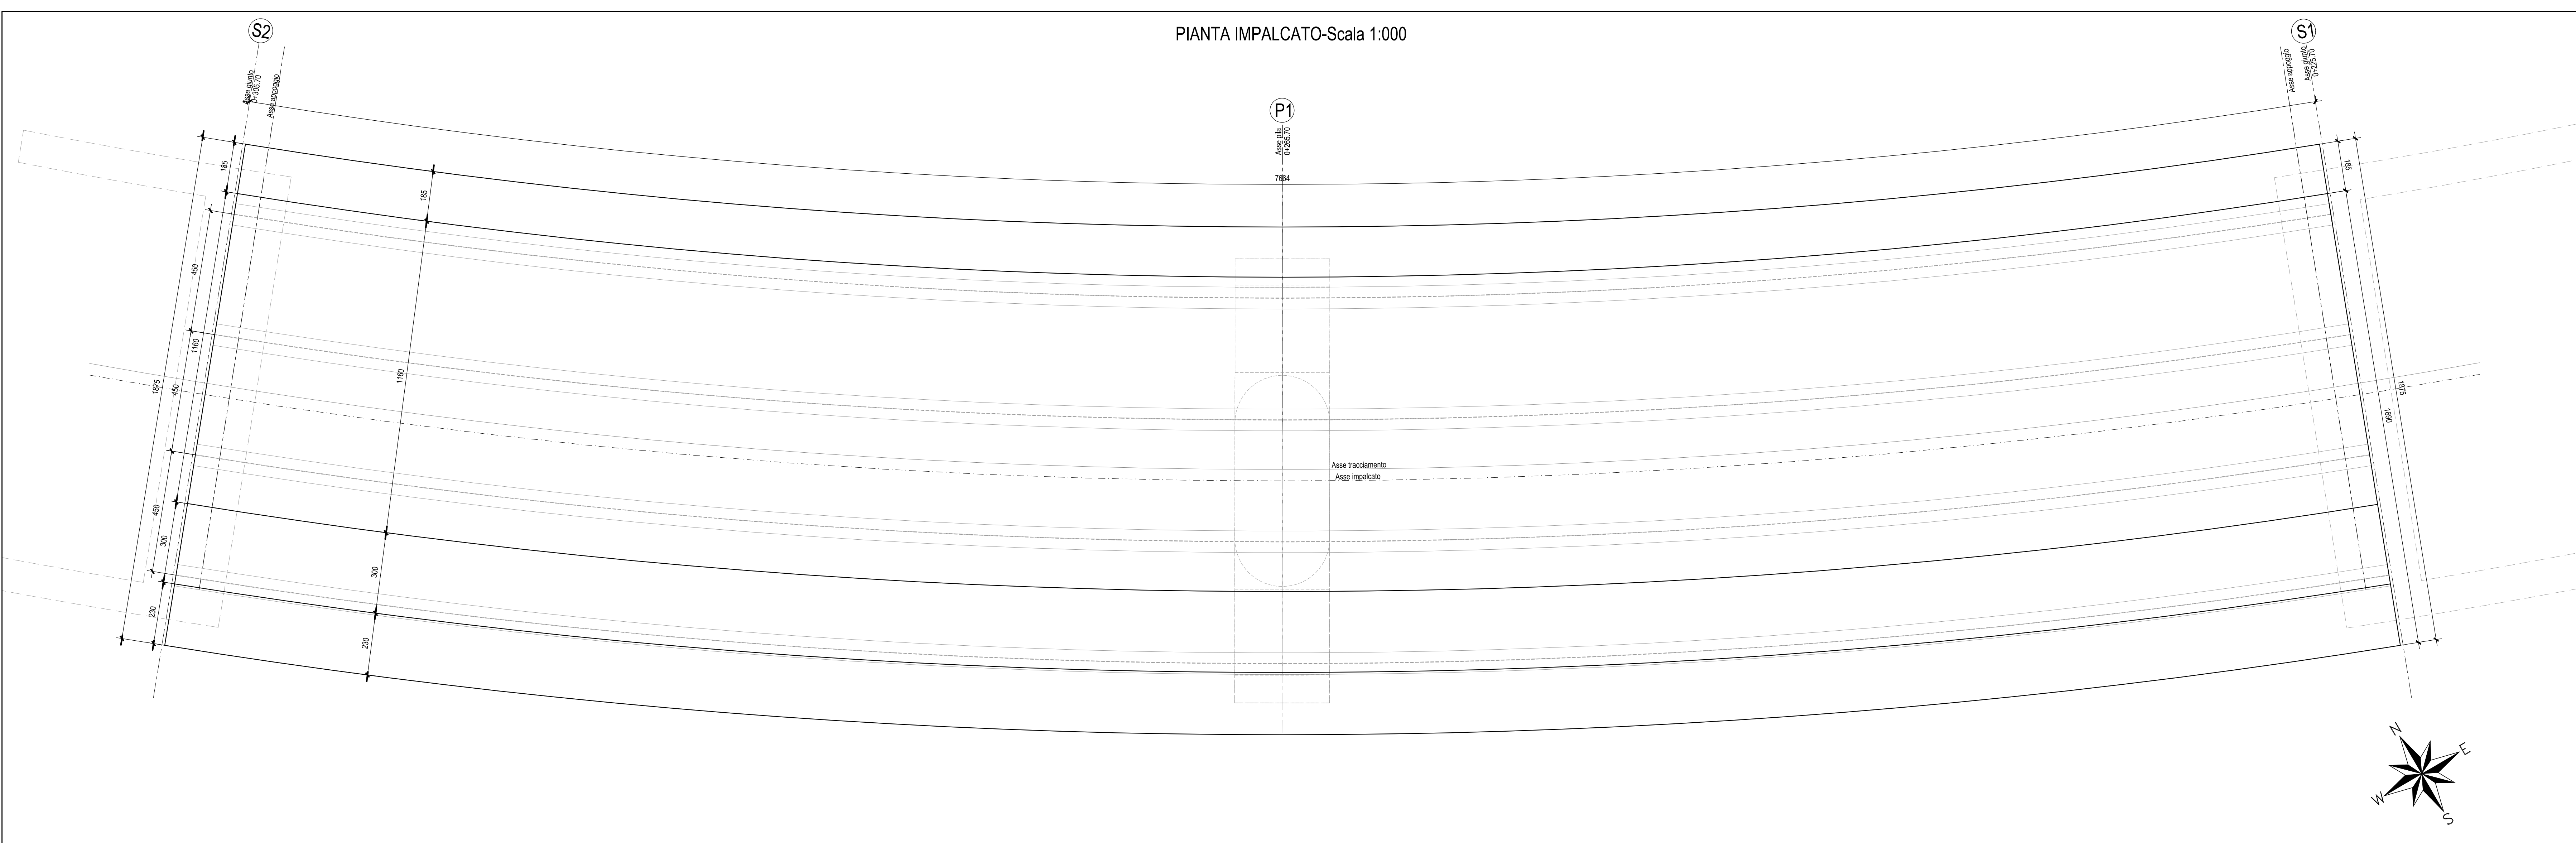 PIANTA IMPALCATO-Scala 1:000
S2
Asse giunto
0+305.70
Asse appoggio
P1
Asse pila
0+265.70
S1
Asse appoggio
Asse giunto
0+225.70
7664
185
185
185
450
1160
1875
450
1160
450
300
300
230
230
1875
1690
Asse tracciamento
Asse impalcato
N
E
W
S